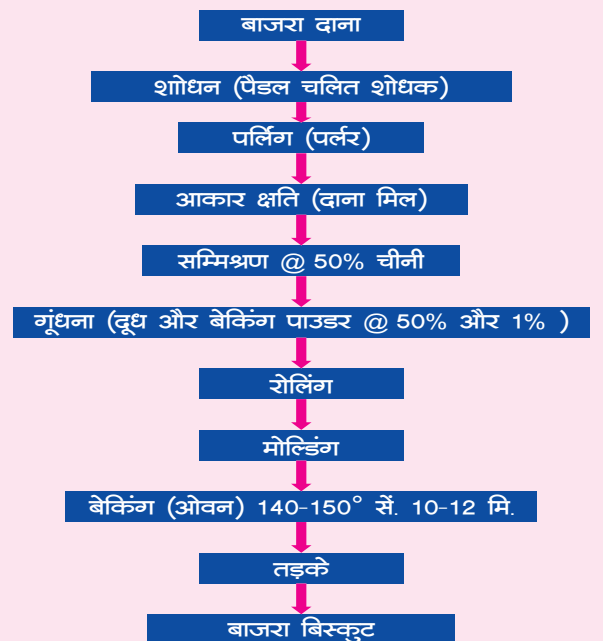 बाजरा दाना
शाोधन (पैडल चलित शोधक)
पर्लिंग (पर्लर)
आकार क्षति (दाना मिल)
सम्मिश्रण @ 50% चीनी
गूंधना (दूध और बेकिंग पाउडर @ 50% और 1% )
रोलिंग
मोल्डिंग
बेकिंग (ओवन) 140-150° सें. 10-12 मि.
तड़के
बाजरा बिस्कुट